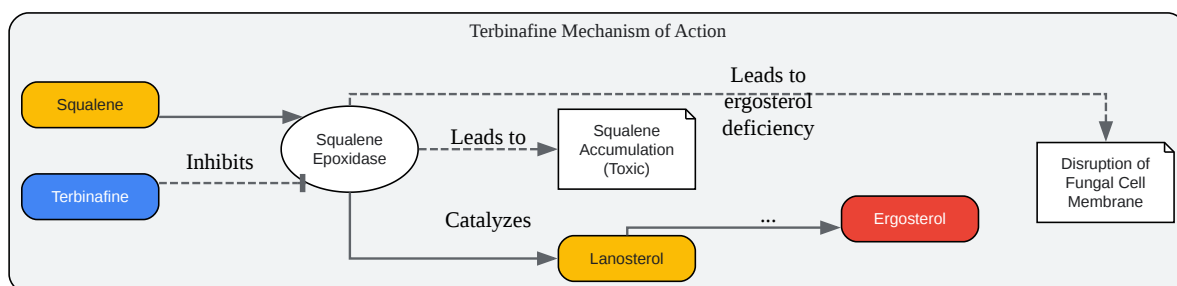 Terbinafine Mechanism of Action
Squalene
Leads to
ergosterol
deficiency
Squalene
Epoxidase
Leads to
Squalene
Accumulation
(Toxic)
Inhibits
Terbinafine
Disruption of
Fungal Cell
Membrane
Catalyzes
...
Ergosterol
Lanosterol